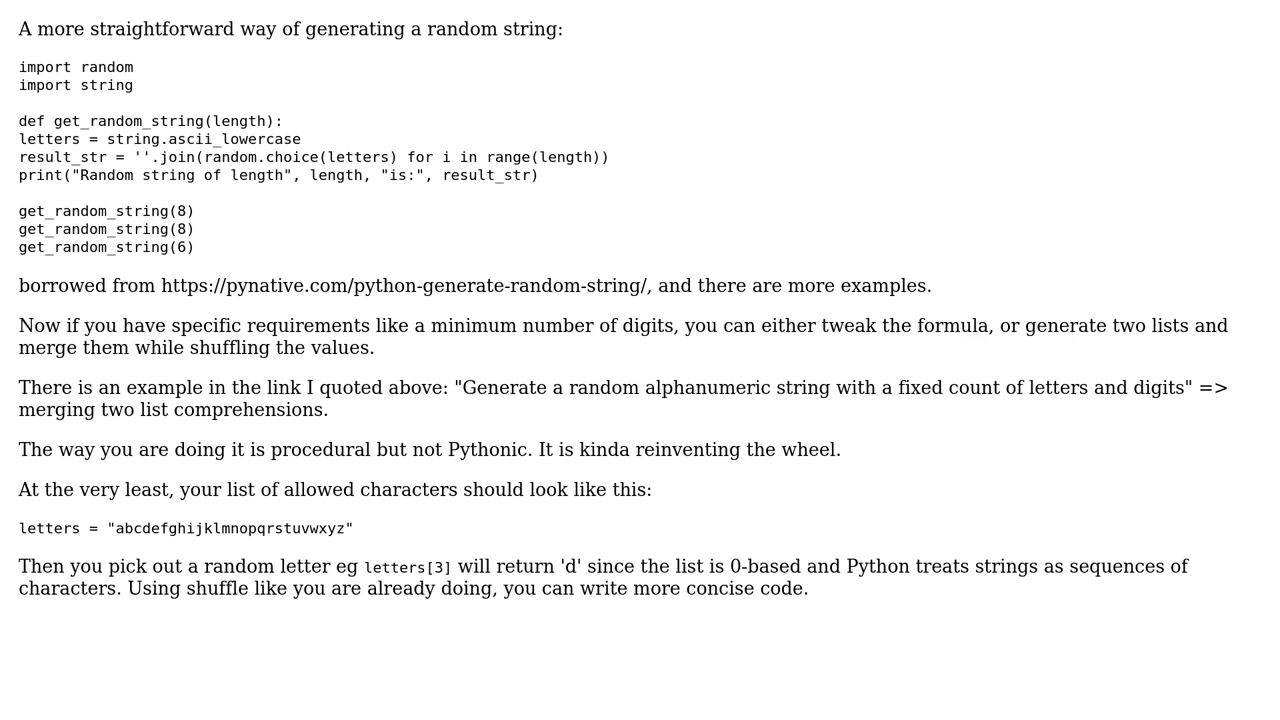 A more straightforward way of generating a random string:
import random
import string
def get_random_string(length):
letters = string.ascii_lowercase
result_str = ''.join(random.choice(letters) for i in range(length))
print("Random string of length", length, "is:", result_str)
get_random_string(8)
get_random_string(8)
get_random_string(6)
borrowed from https://pynative.com/python-generate-random-string/, and there are more examples.
Now if you have specific requirements like a minimum number of digits, you can either tweak the formula, or generate two lists and
merge them while shuffling the values.
There is an example in the link I quoted above: "Generate a random alphanumeric string with a fixed count of letters and digits" =>
merging two list comprehensions.
The way you are doing it is procedural but not Pythonic. It is kinda reinventing the wheel.
At the very least, your list of allowed characters should look like this:
letters = "abcdefghijklmnopqrstuvwxyz"
Then you pick out a random letter eg letters[3] will return 'd' since the list is 0-based and Python treats strings as sequences of
characters. Using shuffle like you are already doing, you can write more concise code.